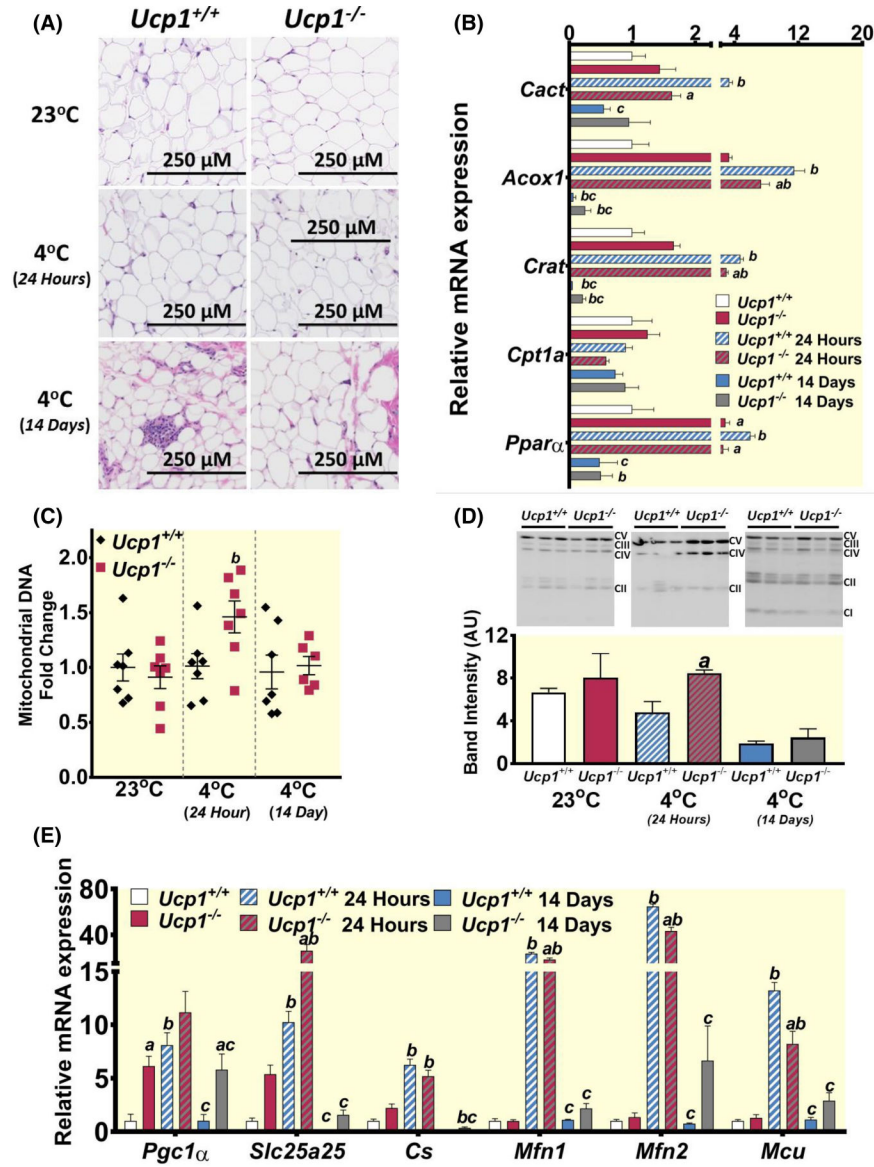 (A)
Ucp1+/+ Ucp1-/-
23°C
250 µM 250 µM
4°C
(24 Hours)
250 µM
250 µM 250 µM
4°C
(14 Days)
250 µM 250 µM
(B)
0 1 2 4 12 20
Relative mRNA expression
Cact
b
a
c
Acox1
b
ab
bc
bc
Crat
b
ab
bc
bc
Cpt1a
Pparα
a
b
a
c
b
Ucp1+/+
Ucp1-/-
Ucp1+/+ 24 Hours
Ucp1-/- 24 Hours
Ucp1+/+ 14 Days
Ucp1-/- 14 Days
(C)
Mitochondrial DNA
Fold Change
2.0
1.5
1.0
0.5
0.0
Ucp1+/+
Ucp1-/-
b
23°C 4°C 4°C
(24 Hour) (14 Day)
(D)
Ucp1+/+ Ucp1-/- Ucp1+/+ Ucp1-/- Ucp1+/+ Ucp1-/-
CV CV CV
CIII CIII
CIV CIV CIV
CII CII CII
CI
Band Intensity (AU)
12
8
4
0
a
Ucp1+/+ Ucp1-/- Ucp1+/+ Ucp1-/- Ucp1+/+ Ucp1-/-
23°C 4°C 4°C
(24 Hours) (14 Days)
(E)
Relative mRNA expression
80
40
15
10
5
0
Ucp1+/+ Ucp1+/+ 24 Hours Ucp1+/+ 14 Days
Ucp1-/- Ucp1-/- 24 Hours Ucp1-/- 14 Days
a b c ac
b ab c c
b b bc
b ab c c
b ab c c
b ab c c
Pgc1α Slc25a25 Cs Mfn1 Mfn2 Mcu